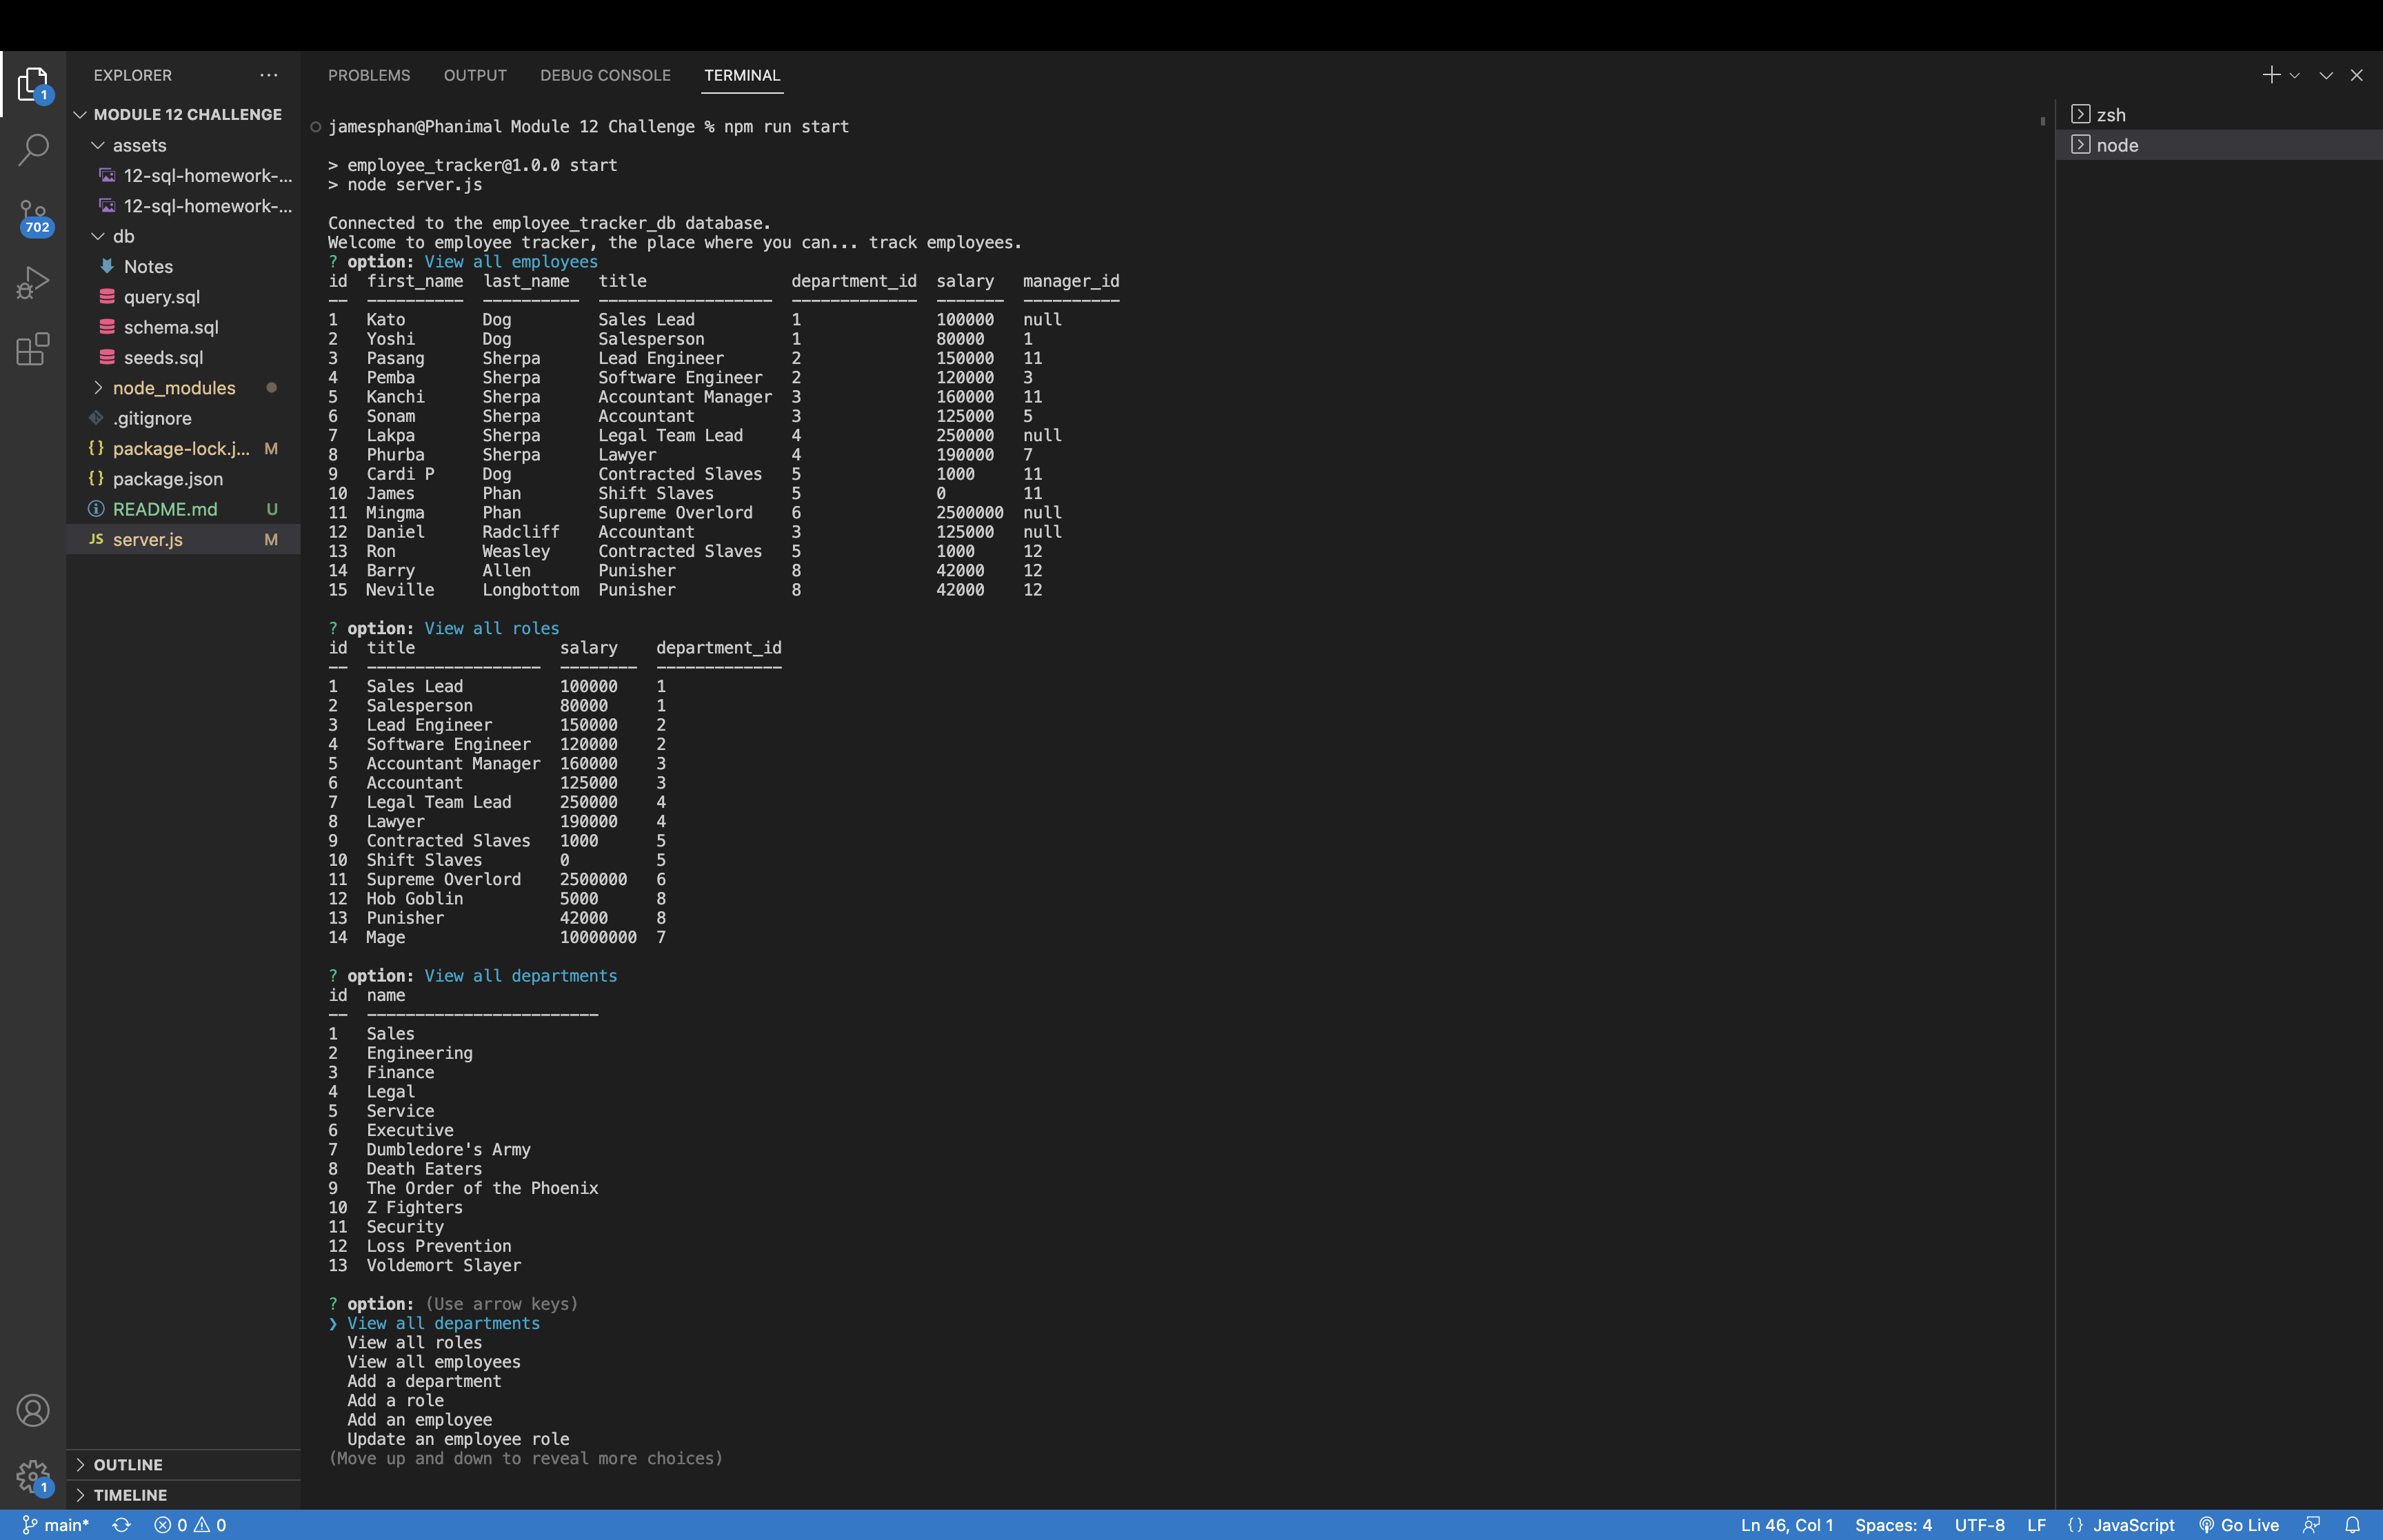 EXPLORER ...
MODULE 12 CHALLENGE
assets
12-sql-homework-...
12-sql-homework-...
db
Notes
query.sql
schema.sql
seeds.sql
node_modules
.gitignore
{} package-lock.j... M
{} package.json
README.md U
JS server.js M
OUTLINE
TIMELINE
1
702
1
PROBLEMS OUTPUT DEBUG CONSOLE TERMINAL
jamesphan@Phanimal Module 12 Challenge % npm run start
> employee_tracker@1.0.0 start
> node server.js
Connected to the employee_tracker_db database.
Welcome to employee tracker, the place where you can... track employees.
? option: View all employees
id first_name last_name title department_id salary manager_id
-- ---------- ---------- ------------------ ------------- ------- ----------
1 Kato Dog Sales Lead 1 100000 null
2 Yoshi Dog Salesperson 1 80000 1
3 Pasang Sherpa Lead Engineer 2 150000 11
4 Pemba Sherpa Software Engineer 2 120000 3
5 Kanchi Sherpa Accountant Manager 3 160000 11
6 Sonam Sherpa Accountant 3 125000 5
7 Lakpa Sherpa Legal Team Lead 4 250000 null
8 Phurba Sherpa Lawyer 4 190000 7
9 Cardi P Dog Contracted Slaves 5 1000 11
10 James Phan Shift Slaves 5 0 11
11 Mingma Phan Supreme Overlord 6 2500000 null
12 Daniel Radcliff Accountant 3 125000 null
13 Ron Weasley Contracted Slaves 5 1000 12
14 Barry Allen Punisher 8 42000 12
15 Neville Longbottom Punisher 8 42000 12
? option: View all roles
id title salary department_id
-- ------------------ -------- -------------
1 Sales Lead 100000 1
2 Salesperson 80000 1
3 Lead Engineer 150000 2
4 Software Engineer 120000 2
5 Accountant Manager 160000 3
6 Accountant 125000 3
7 Legal Team Lead 250000 4
8 Lawyer 190000 4
9 Contracted Slaves 1000 5
10 Shift Slaves 0 5
11 Supreme Overlord 2500000 6
12 Hob Goblin 5000 8
13 Punisher 42000 8
14 Mage 10000000 7
? option: View all departments
id name
-- ------------------------
1 Sales
2 Engineering
3 Finance
4 Legal
5 Service
6 Executive
7 Dumbledore's Army
8 Death Eaters
9 The Order of the Phoenix
10 Z Fighters
11 Security
12 Loss Prevention
13 Voldemort Slayer
? option: (Use arrow keys)
❯ View all departments
View all roles
View all employees
Add a department
Add a role
Add an employee
Update an employee role
(Move up and down to reveal more choices)
zsh
node
main* 0 0 Ln 46, Col 1 Spaces: 4 UTF-8 LF {} JavaScript Go Live